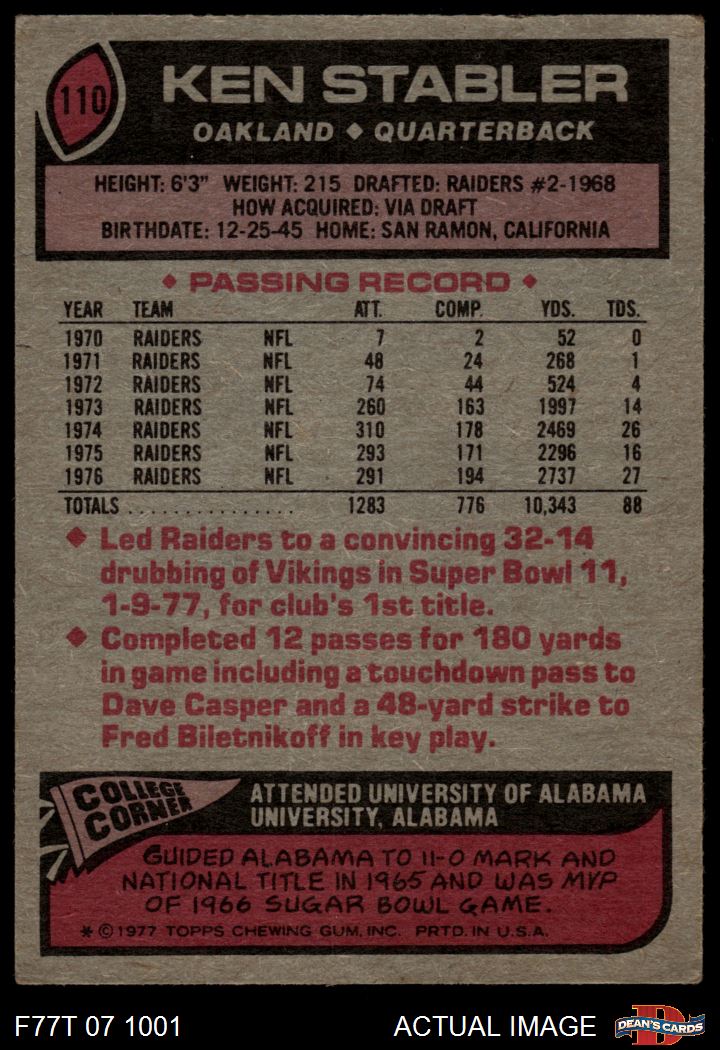 110
KEN STABLER
OAKLAND ◆ QUARTERBACK
HEIGHT: 6'3" WEIGHT: 215 DRAFTED: RAIDERS #2-1968
HOW ACQUIRED: VIA DRAFT
BIRTHDATE: 12-25-45 HOME: SAN RAMON, CALIFORNIA
◆ PASSING RECORD ◆
YEAR TEAM ATT. COMP. YDS. TDS.
1970 RAIDERS NFL 7 2 52 0
1971 RAIDERS NFL 48 24 268 1
1972 RAIDERS NFL 74 44 524 4
1973 RAIDERS NFL 260 163 1997 14
1974 RAIDERS NFL 310 178 2469 26
1975 RAIDERS NFL 293 171 2296 16
1976 RAIDERS NFL 291 194 2737 27
TOTALS ............... 1283 776 10,343 88
◆ Led Raiders to a convincing 32-14
drubbing of Vikings in Super Bowl 11,
1-9-77, for club's 1st title.
◆ Completed 12 passes for 180 yards
in game including a touchdown pass to
Dave Casper and a 48-yard strike to
Fred Biletnikoff in key play.
COLLEGE
CORNER
ATTENDED UNIVERSITY OF ALABAMA
UNIVERSITY, ALABAMA
GUIDED ALABAMA TO 11-0 MARK AND
NATIONAL TITLE IN 1965 AND WAS MVP
OF 1966 SUGAR BOWL GAME.
* © 1977 TOPPS CHEWING GUM, INC. PRTD. IN U.S.A.
F77T 07 1001 ACTUAL IMAGE
D
DEAN'S CARDS